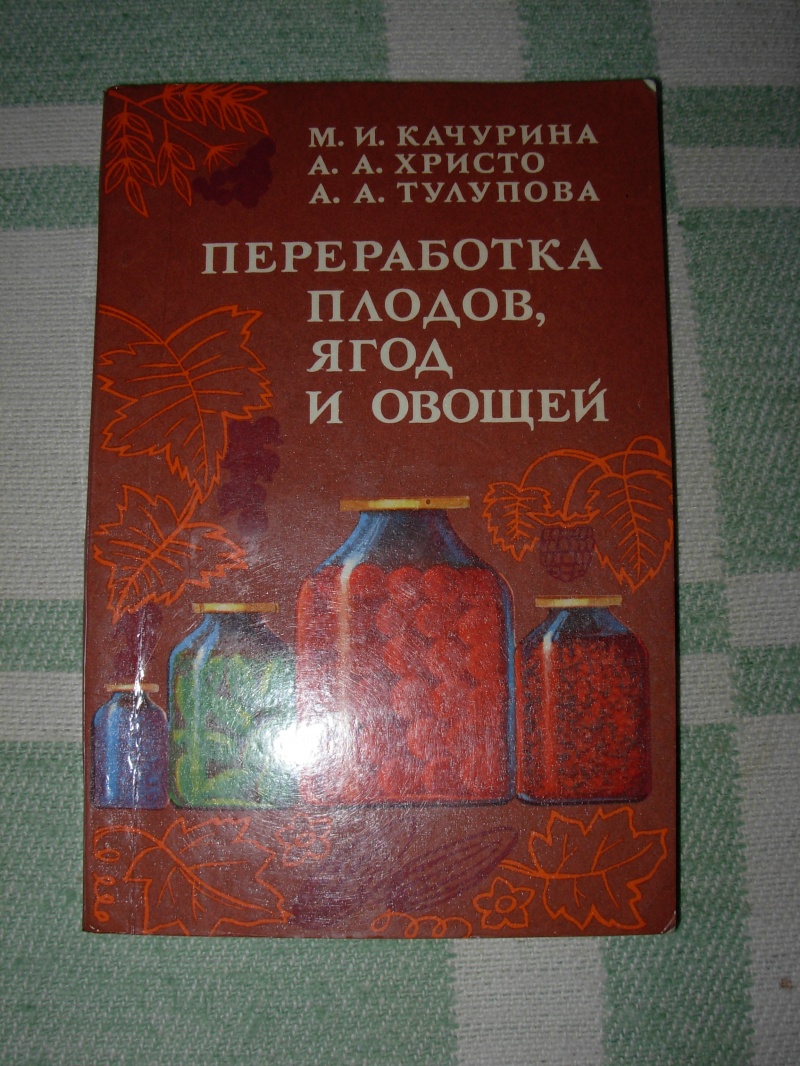 М. И. КАЧУРИНА
А. А. ХРИСТО
А. А. ТУЛУПОВА
ПЕРЕРАБОТКА
ПЛОДОВ,
ЯГОД
И ОВОЩЕЙ